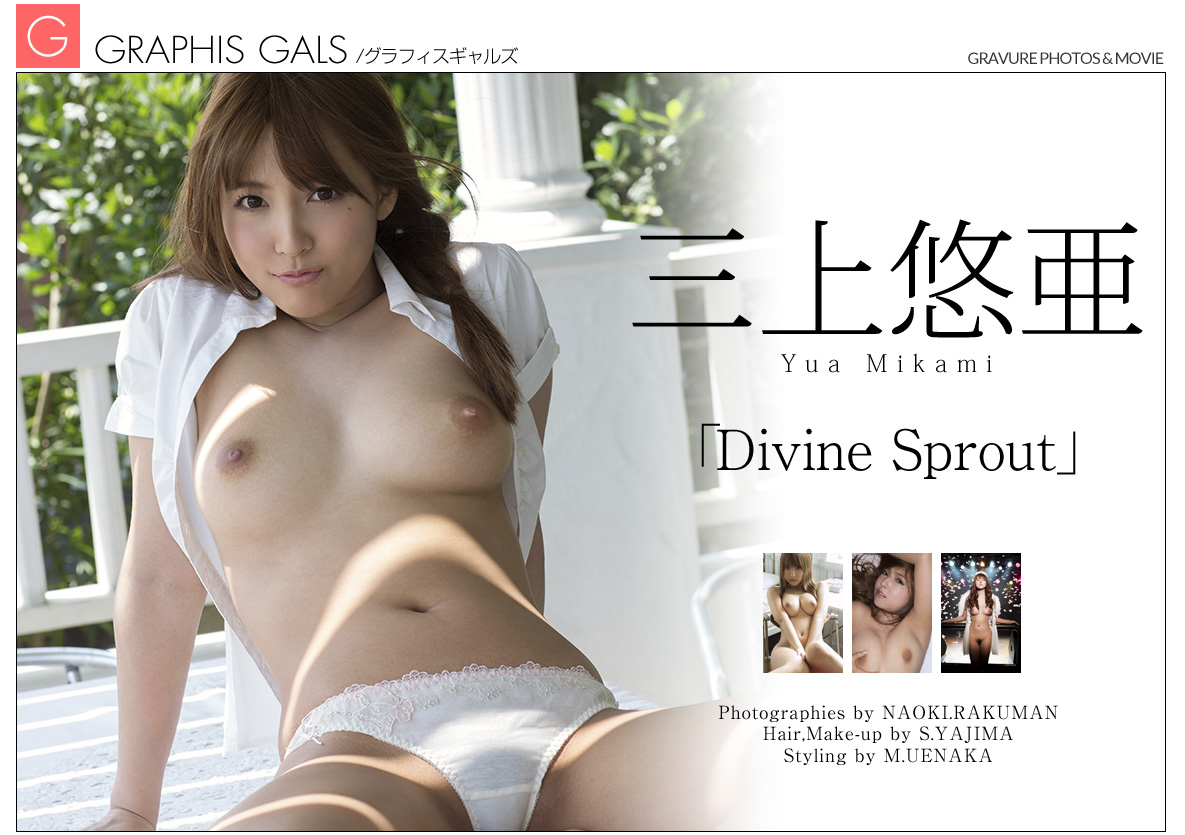 G
GRAPHIS GALS /グラフィスギャルズ
GRAVURE PHOTOS & MOVIE
三上悠亜
Yua Mikami
「Divine Sprout」
Photographies by NAOKI.RAKUMAN
Hair,Make-up by S.YAJIMA
Styling by M.UENAKA